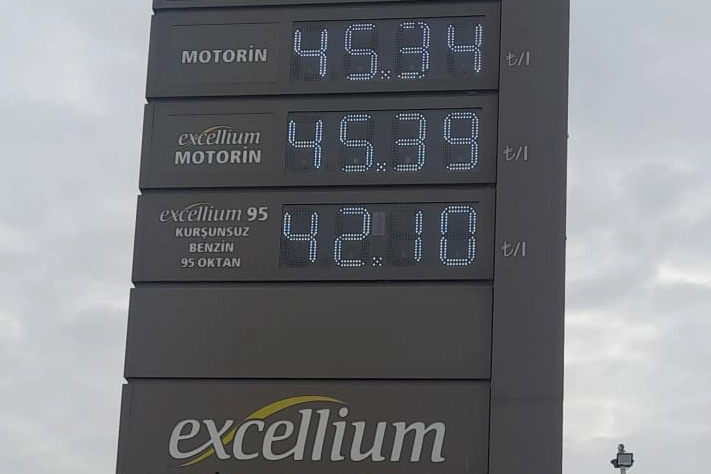 MOTORİN 45.34 ₺/l
excellium
MOTORİN 45.39 ₺/l
excellium 95
KURŞUNSUZ
BENZİN
95 OKTAN 42.10 ₺/l
excellium